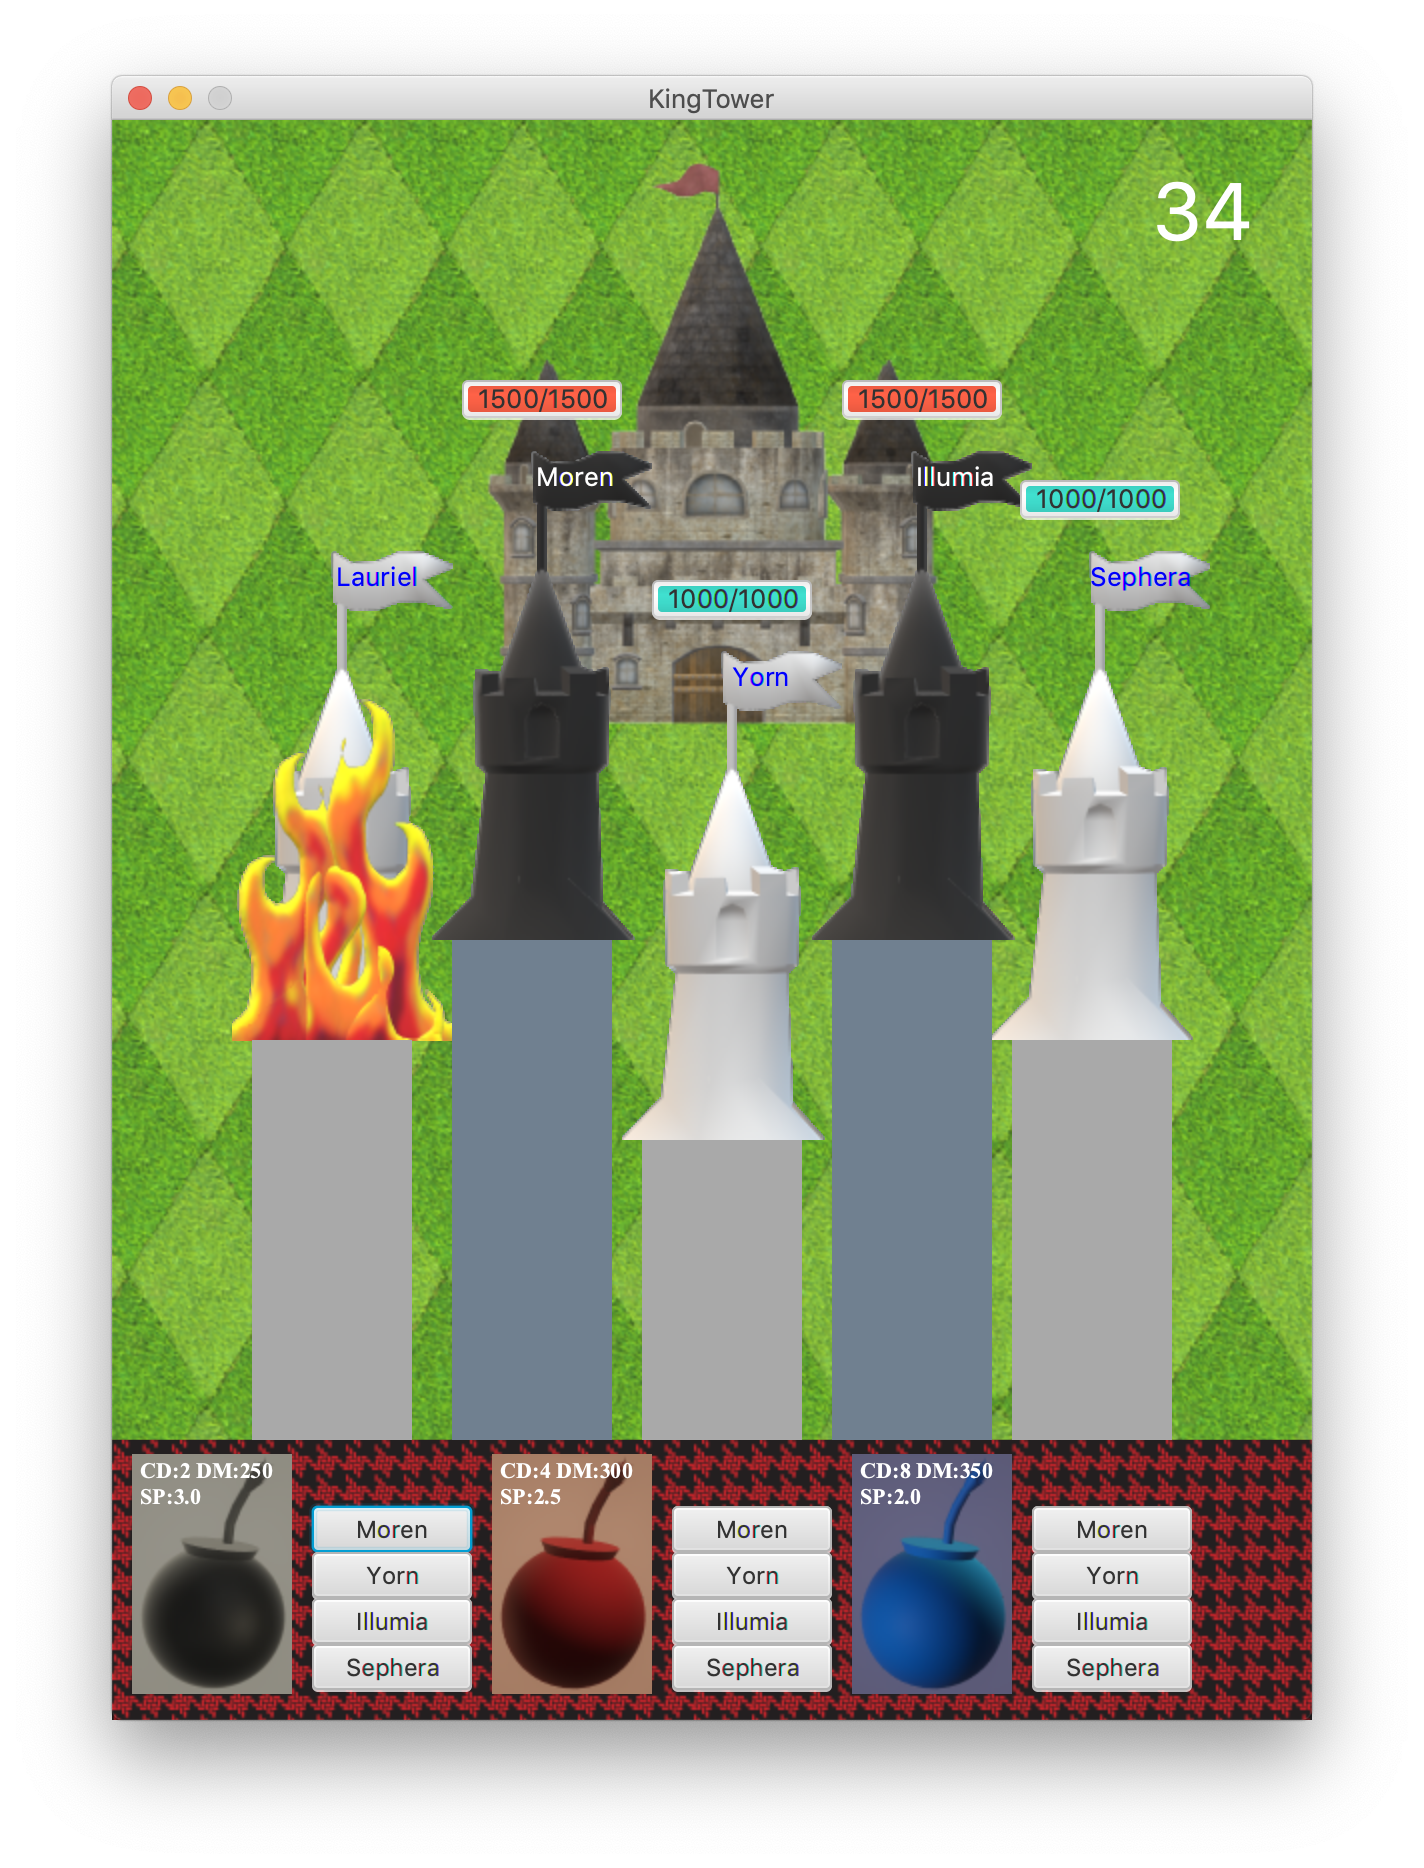 KingTower
34
1500/1500
1500/1500
Moren
Illumia
1000/1000
Lauriel
Sephera
1000/1000
Yorn
CD:2 DM:250
SP:3.0
Moren
Yorn
Illumia
Sephera
CD:4 DM:300
SP:2.5
Moren
Yorn
Illumia
Sephera
CD:8 DM:350
SP:2.0
Moren
Yorn
Illumia
Sephera